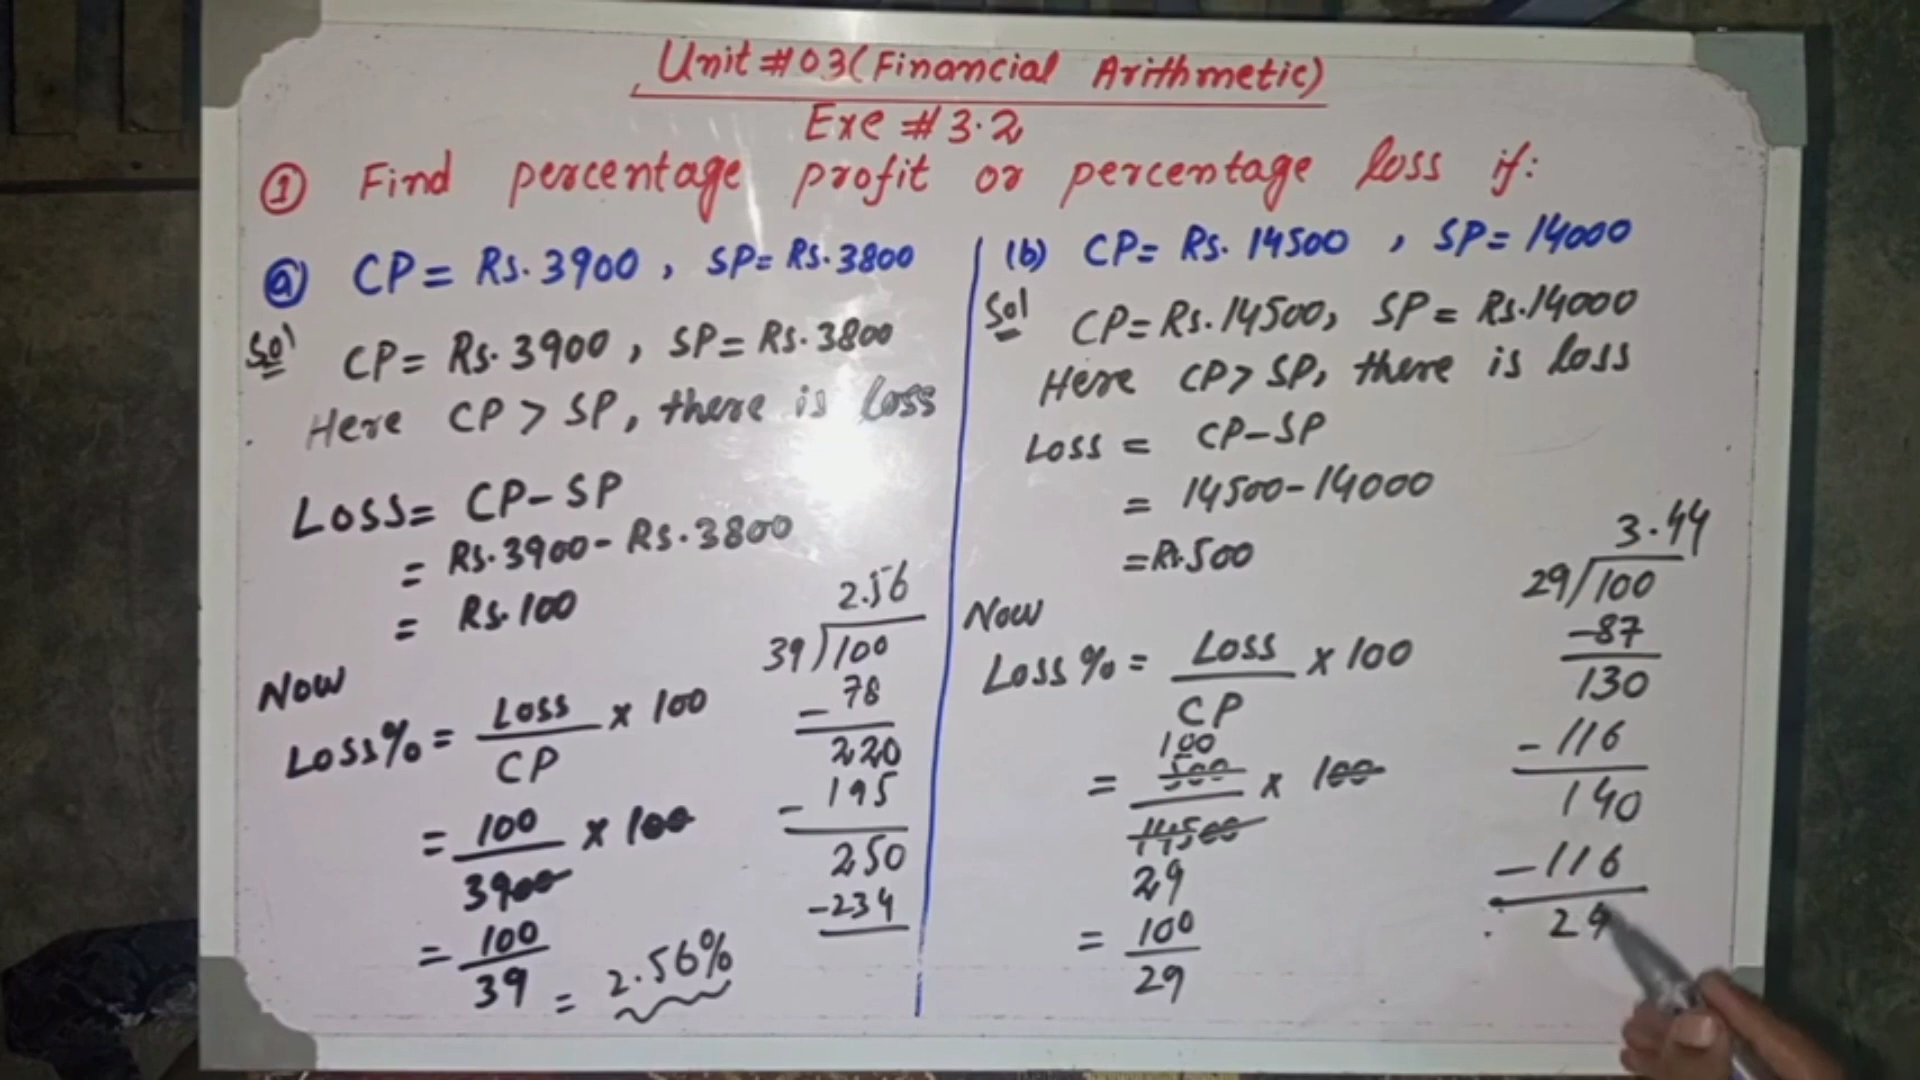 Unit #03(Financial Arithmetic)
Exe #3.2
① Find percentage profit or percentage loss if:
ⓐ CP = Rs.3900, SP= Rs.3800
Sol
CP= Rs.3900, SP= Rs.3800
Here CP > SP, there is loss
Loss= CP-SP
= Rs.3900-Rs.3800
= Rs.100
Now
Loss%= Loss/CP × 100
= 100/3900 × 100
= 100/39
= 2.56%
2.56
39)100
-78
220
-195
250
-234
(b) CP= Rs. 14500, SP= 14000
Sol
CP=Rs.14500, SP= Rs.14000
Here CP> SP, there is loss
Loss = CP-SP
= 14500-14000
=Rs.500
Now
Loss%= Loss/CP × 100
100
= 500/14500 × 100
29
= 100/29
3.44
29)100
-87
130
-116
140
-116
24